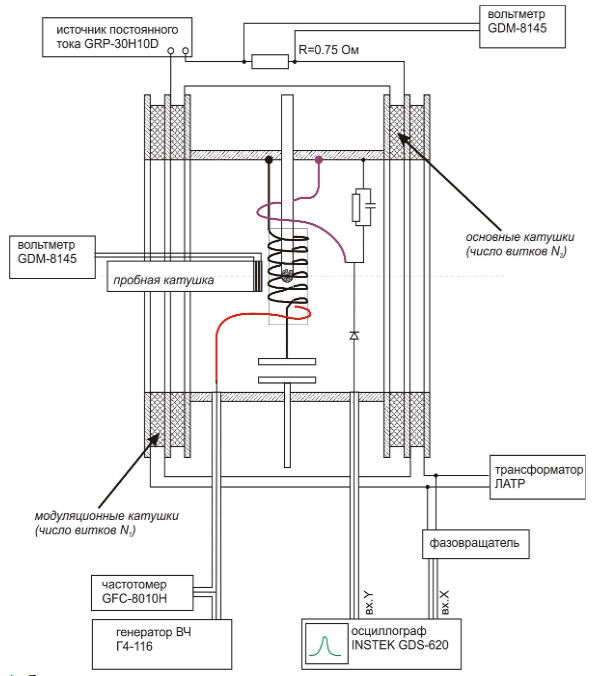 источник постоянного
тока GRP-30H10D
вольтметр
GDM-8145
R=0.75 Ом
основные катушки
(число витков N₀)
вольтметр
GDM-8145
пробная катушка
модуляционные катушки
(число витков N₁)
трансформатор
ЛАТР
фазовращатель
частотомер
GFC-8010H
генератор ВЧ
Г4-116
вх.Y
вх.X
осциллограф
INSTEK GDS-620